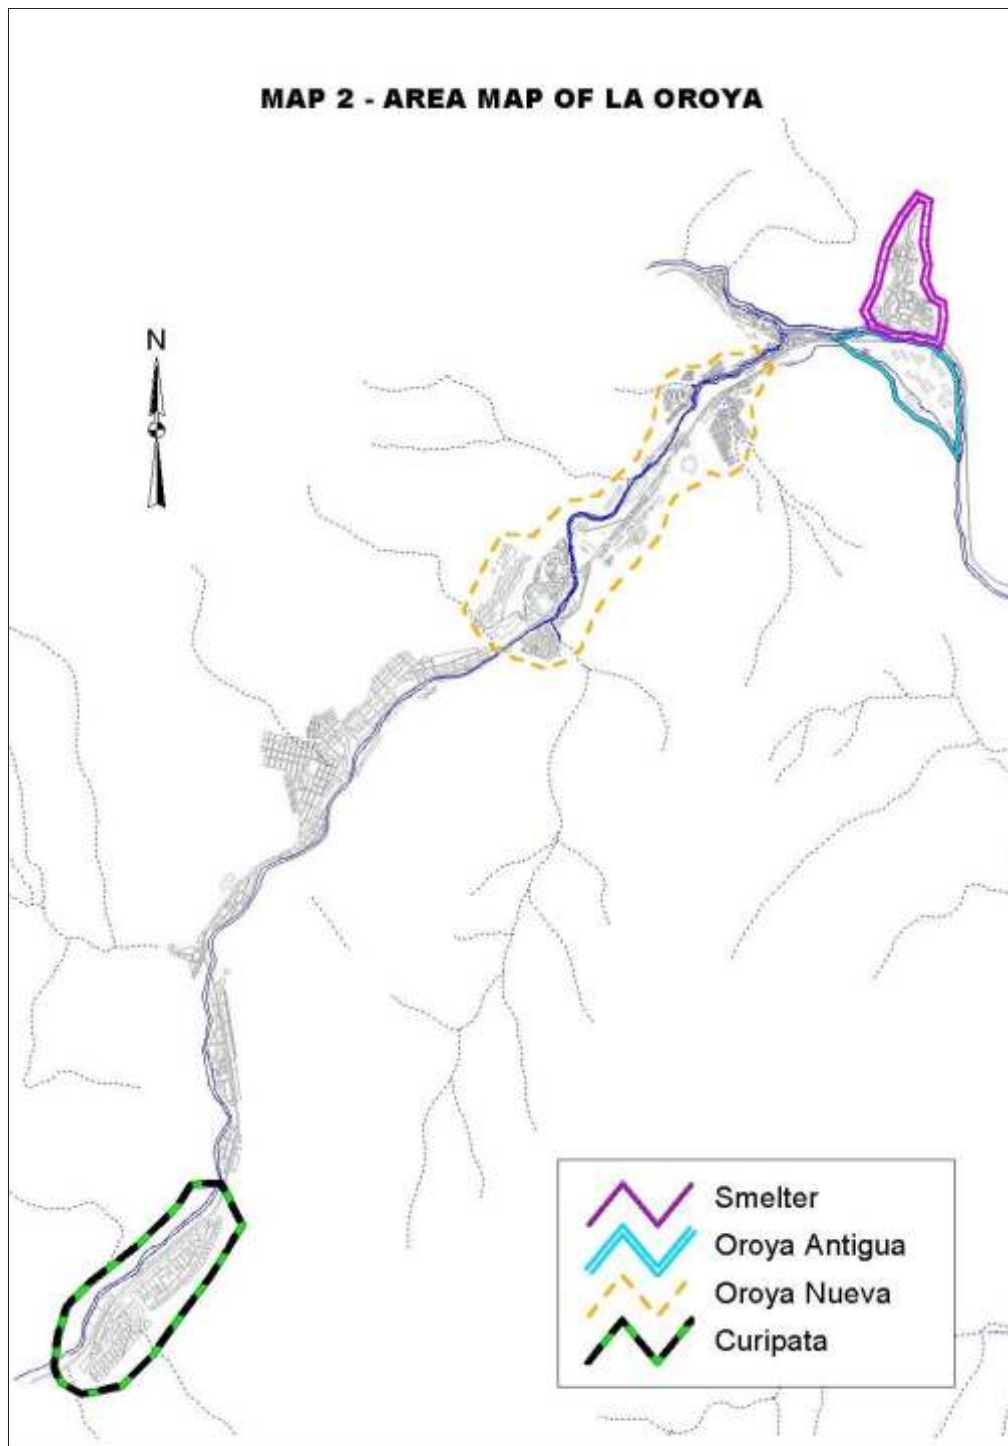 MAP 2 - AREA MAP OF LA OROYA
N
Smelter
Oroya Antigua
Oroya Nueva
Curipata